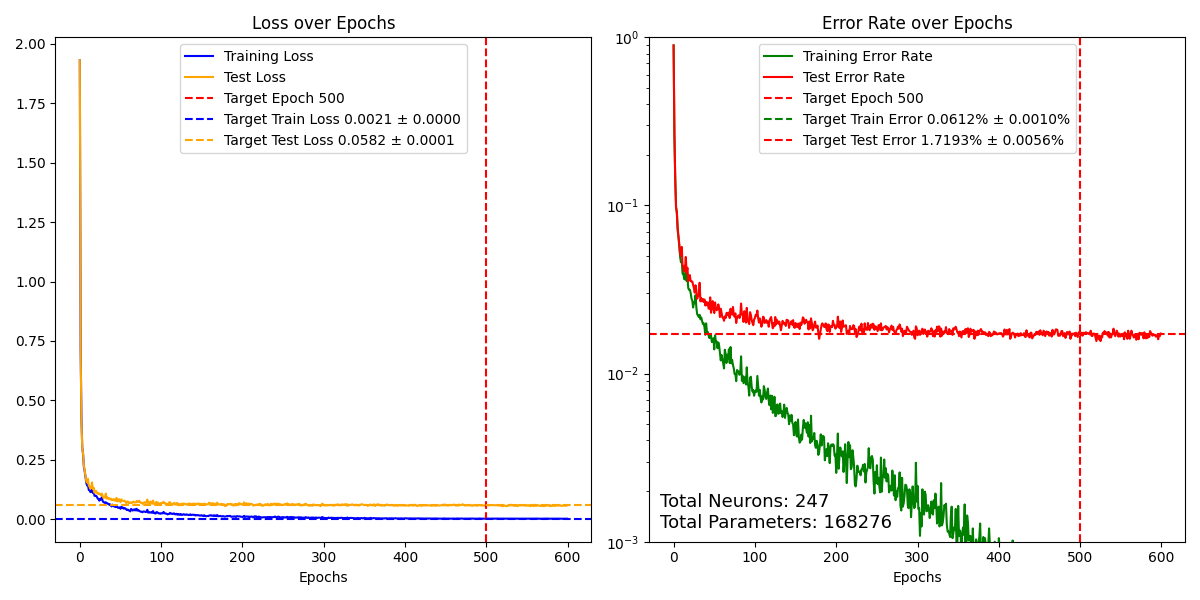 Loss over Epochs
2.00
1.75
1.50
1.25
1.00
0.75
0.50
0.25
0.00
Training Loss
Test Loss
Target Epoch 500
Target Train Loss 0.0021 ± 0.0000
Target Test Loss 0.0582 ± 0.0001
0 100 200 300 400 500 600
Epochs
Error Rate over Epochs
10⁰
10⁻¹
10⁻²
10⁻³
Training Error Rate
Test Error Rate
Target Epoch 500
Target Train Error 0.0612% ± 0.0010%
Target Test Error 1.7193% ± 0.0056%
Total Neurons: 247
Total Parameters: 168276
0 100 200 300 400 500 600
Epochs